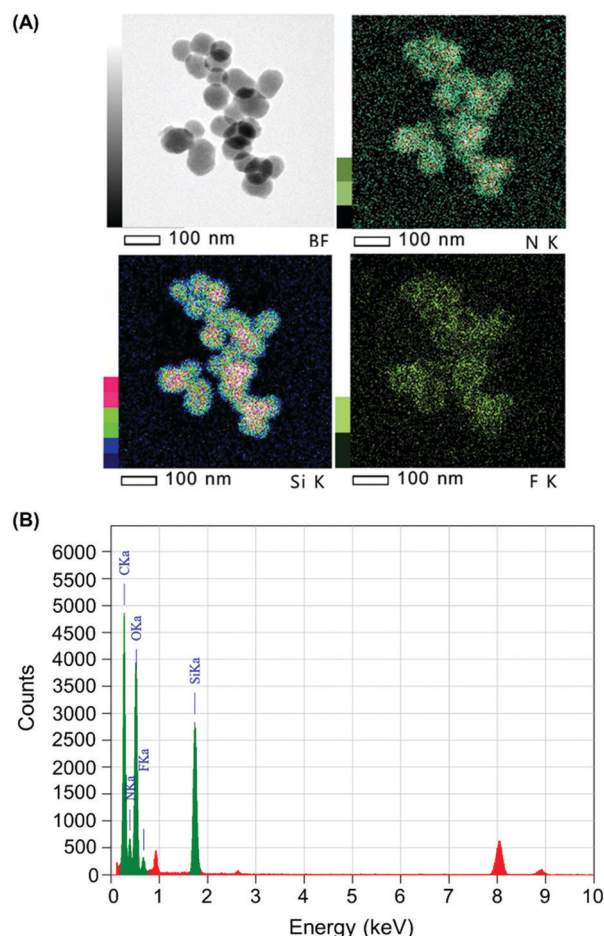 (A)
100 nm BF
100 nm N K
100 nm Si K
100 nm F K
(B)
6000
5500
5000
4500
4000
3500
3000
2500
2000
1500
1000
500
0
Counts
CKa
OKa
NKa
FKa
SiKa
0 1 2 3 4 5 6 7 8 9 10
Energy (keV)